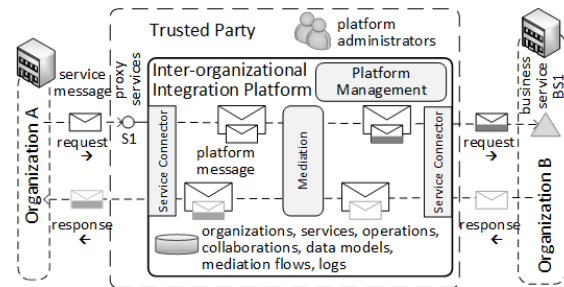 Trusted Party
platform
administrators
service
message
proxy
services
Inter-organizational
Integration Platform
Platform
Management
business
service
BS1
Organization A
request
S1
Service Connector
platform
message
Mediation
Service Connector
request
Organization B
response
response
organizations, services, operations,
collaborations, data models,
mediation flows, logs